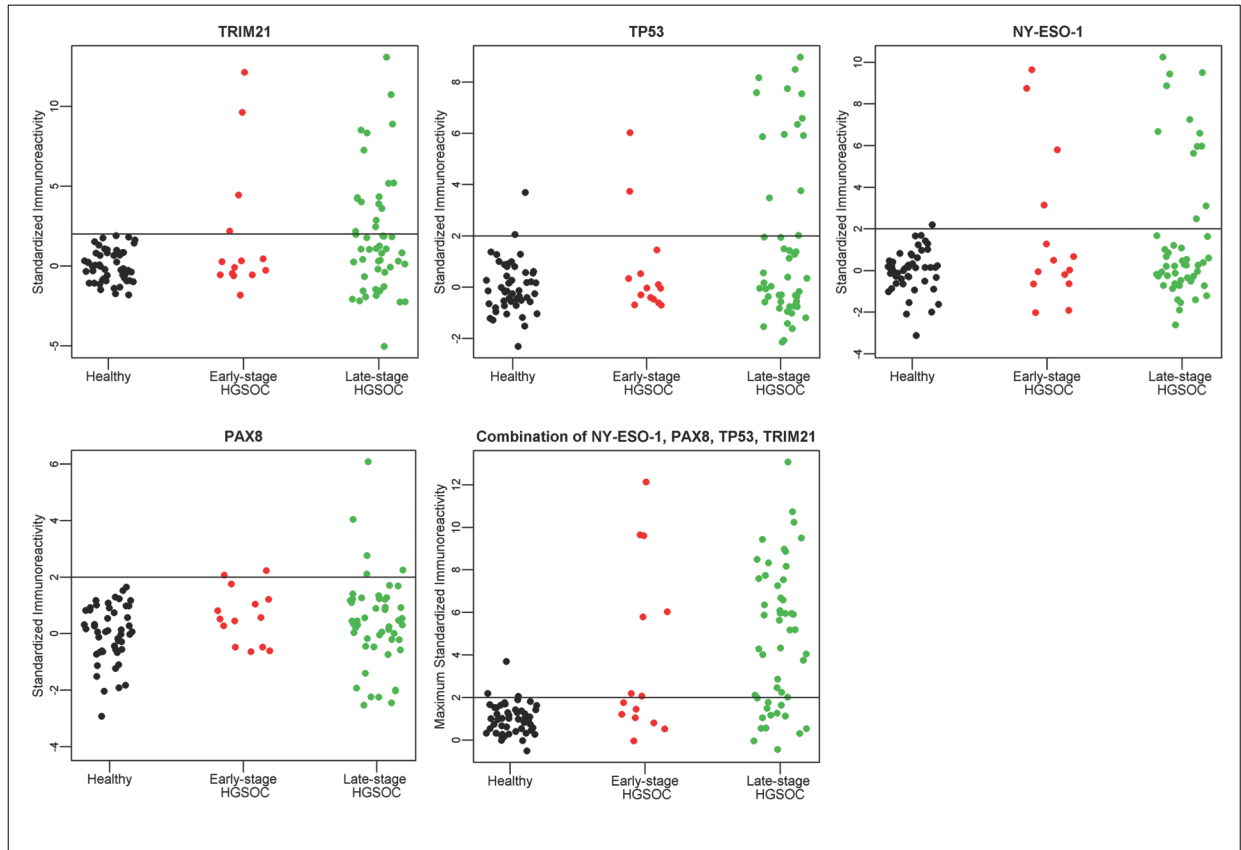 TRIM21
Standardized Immunoreactivity
10
5
0
-5
Healthy
Early-stage
HGSOC
Late-stage
HGSOC
TP53
Standardized Immunoreactivity
8
6
4
2
0
-2
Healthy
Early-stage
HGSOC
Late-stage
HGSOC
NY-ESO-1
Standardized Immunoreactivity
10
8
6
4
2
0
-2
-4
Healthy
Early-stage
HGSOC
Late-stage
HGSOC
PAX8
Standardized Immunoreactivity
6
4
2
0
-2
-4
Healthy
Early-stage
HGSOC
Late-stage
HGSOC
Combination of NY-ESO-1, PAX8, TP53, TRIM21
Maximum Standardized Immunoreactivity
12
10
8
6
4
2
0
Healthy
Early-stage
HGSOC
Late-stage
HGSOC